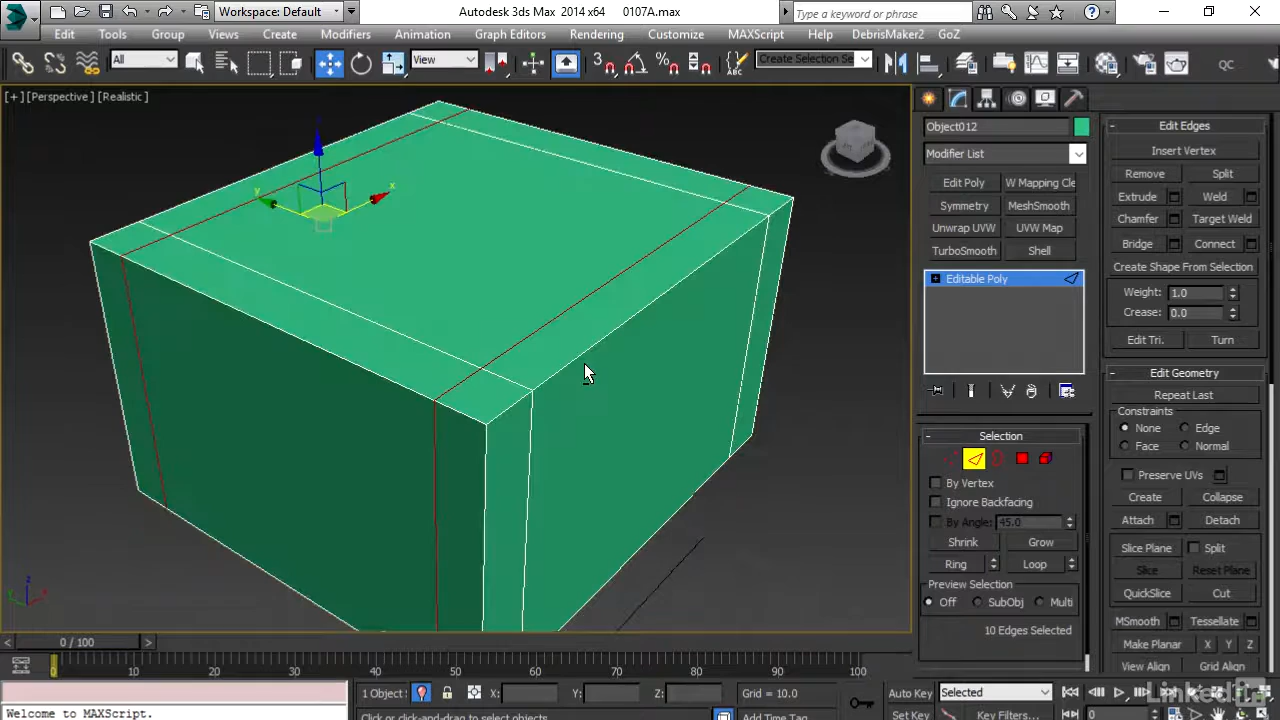 Workspace: Default
Autodesk 3ds Max 2014 x64 0107A.max
Type a keyword or phrase
Edit Tools Group Views Create Modifiers Animation Graph Editors Rendering Customize MAXScript Help DebrisMaker2 GoZ
All
View
3
Create Selection Se
QC
[+] [Perspective] [Realistic]
x
y
z
Object012
Modifier List
Edit Poly
W Mapping Cle
Symmetry
MeshSmooth
Unwrap UVW
UVW Map
TurboSmooth
Shell
Editable Poly
Selection
By Vertex
Ignore Backfacing
By Angle: 45.0
Shrink
Grow
Ring
Loop
Preview Selection
Off
SubObj
Multi
10 Edges Selected
Edit Edges
Insert Vertex
Remove
Split
Extrude
Weld
Chamfer
Target Weld
Bridge
Connect
Create Shape From Selection
Weight: 1.0
Crease: 0.0
Edit Tri.
Turn
Edit Geometry
Repeat Last
Constraints
None
Edge
Face
Normal
Preserve UVs
Create
Collapse
Attach
Detach
Slice Plane
Split
Slice
Reset Plane
QuickSlice
Cut
MSmooth
Tessellate
Make Planar
X
Y
Z
View Align
Grid Align
< 0 / 100 >
0 10 20 30 40 50 60 70 80 90 100
1 Object
X:
Y:
Z:
Grid = 10.0
Auto Key
Selected
Welcome to MAXScript.
Click or click-and-drag to select objects
Add Time Tag
Set Key
Key Filters...
0
LinkedIn